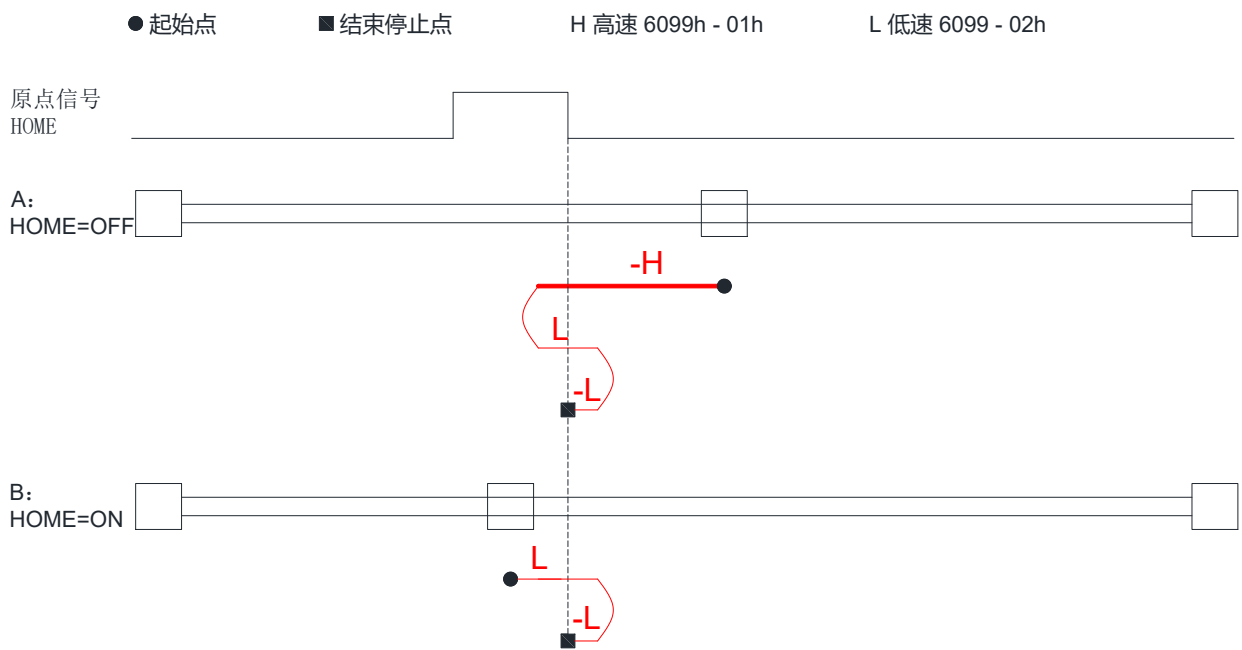 起始点 结束停止点 H 高速 6099h - 01h L 低速 6099 - 02h
原点信号
HOME
A：
HOME=OFF
-H
L
-L
B：
HOME=ON
L
-L